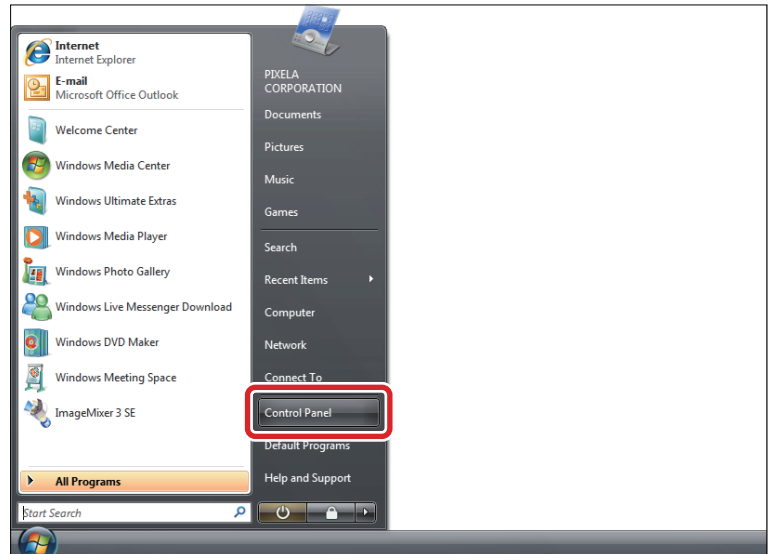 Internet
Internet Explorer
E-mail
Microsoft Office Outlook
Welcome Center
Windows Media Center
Windows Ultimate Extras
Windows Media Player
Windows Photo Gallery
Windows Live Messenger Download
Windows DVD Maker
Windows Meeting Space
ImageMixer 3 SE
All Programs
Start Search
PIXELA
CORPORATION
Documents
Pictures
Music
Games
Search
Recent Items
Computer
Network
Connect To
Control Panel
Default Programs
Help and Support